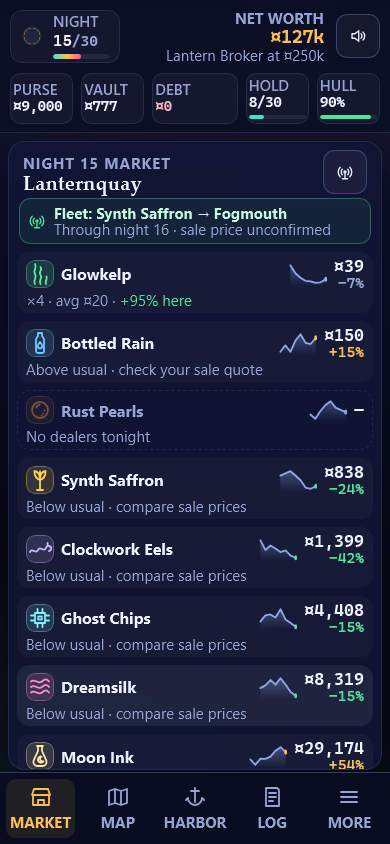 NIGHT
15/30
NET WORTH
¤127k
Lantern Broker at ¤250k
PURSE
¤9,000
VAULT
¤777
DEBT
¤0
HOLD
8/30
HULL
90%
NIGHT 15 MARKET
Lanternquay
Fleet: Synth Saffron → Fogmouth
Through night 16 · sale price unconfirmed
Glowkelp
¤39
−7%
×4 · avg ¤20 · +95% here
Bottled Rain
¤150
+15%
Above usual · check your sale quote
Rust Pearls
—
No dealers tonight
Synth Saffron
¤838
−24%
Below usual · compare sale prices
Clockwork Eels
¤1,399
−42%
Below usual · compare sale prices
Ghost Chips
¤4,408
−15%
Below usual · compare sale prices
Dreamsilk
¤8,319
−15%
Below usual · compare sale prices
Moon Ink
¤29,174
+54%
MARKET
MAP
HARBOR
LOG
MORE